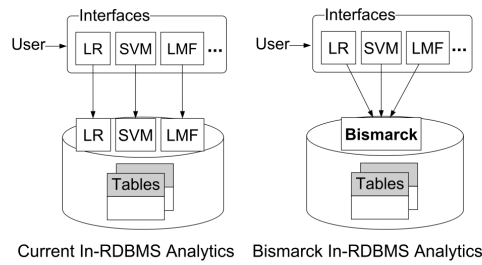 Interfaces
User
LR SVM LMF ...
LR SVM LMF
Tables
Current In-RDBMS Analytics
Interfaces
User
LR SVM LMF ...
Bismarck
Tables
Bismarck In-RDBMS Analytics